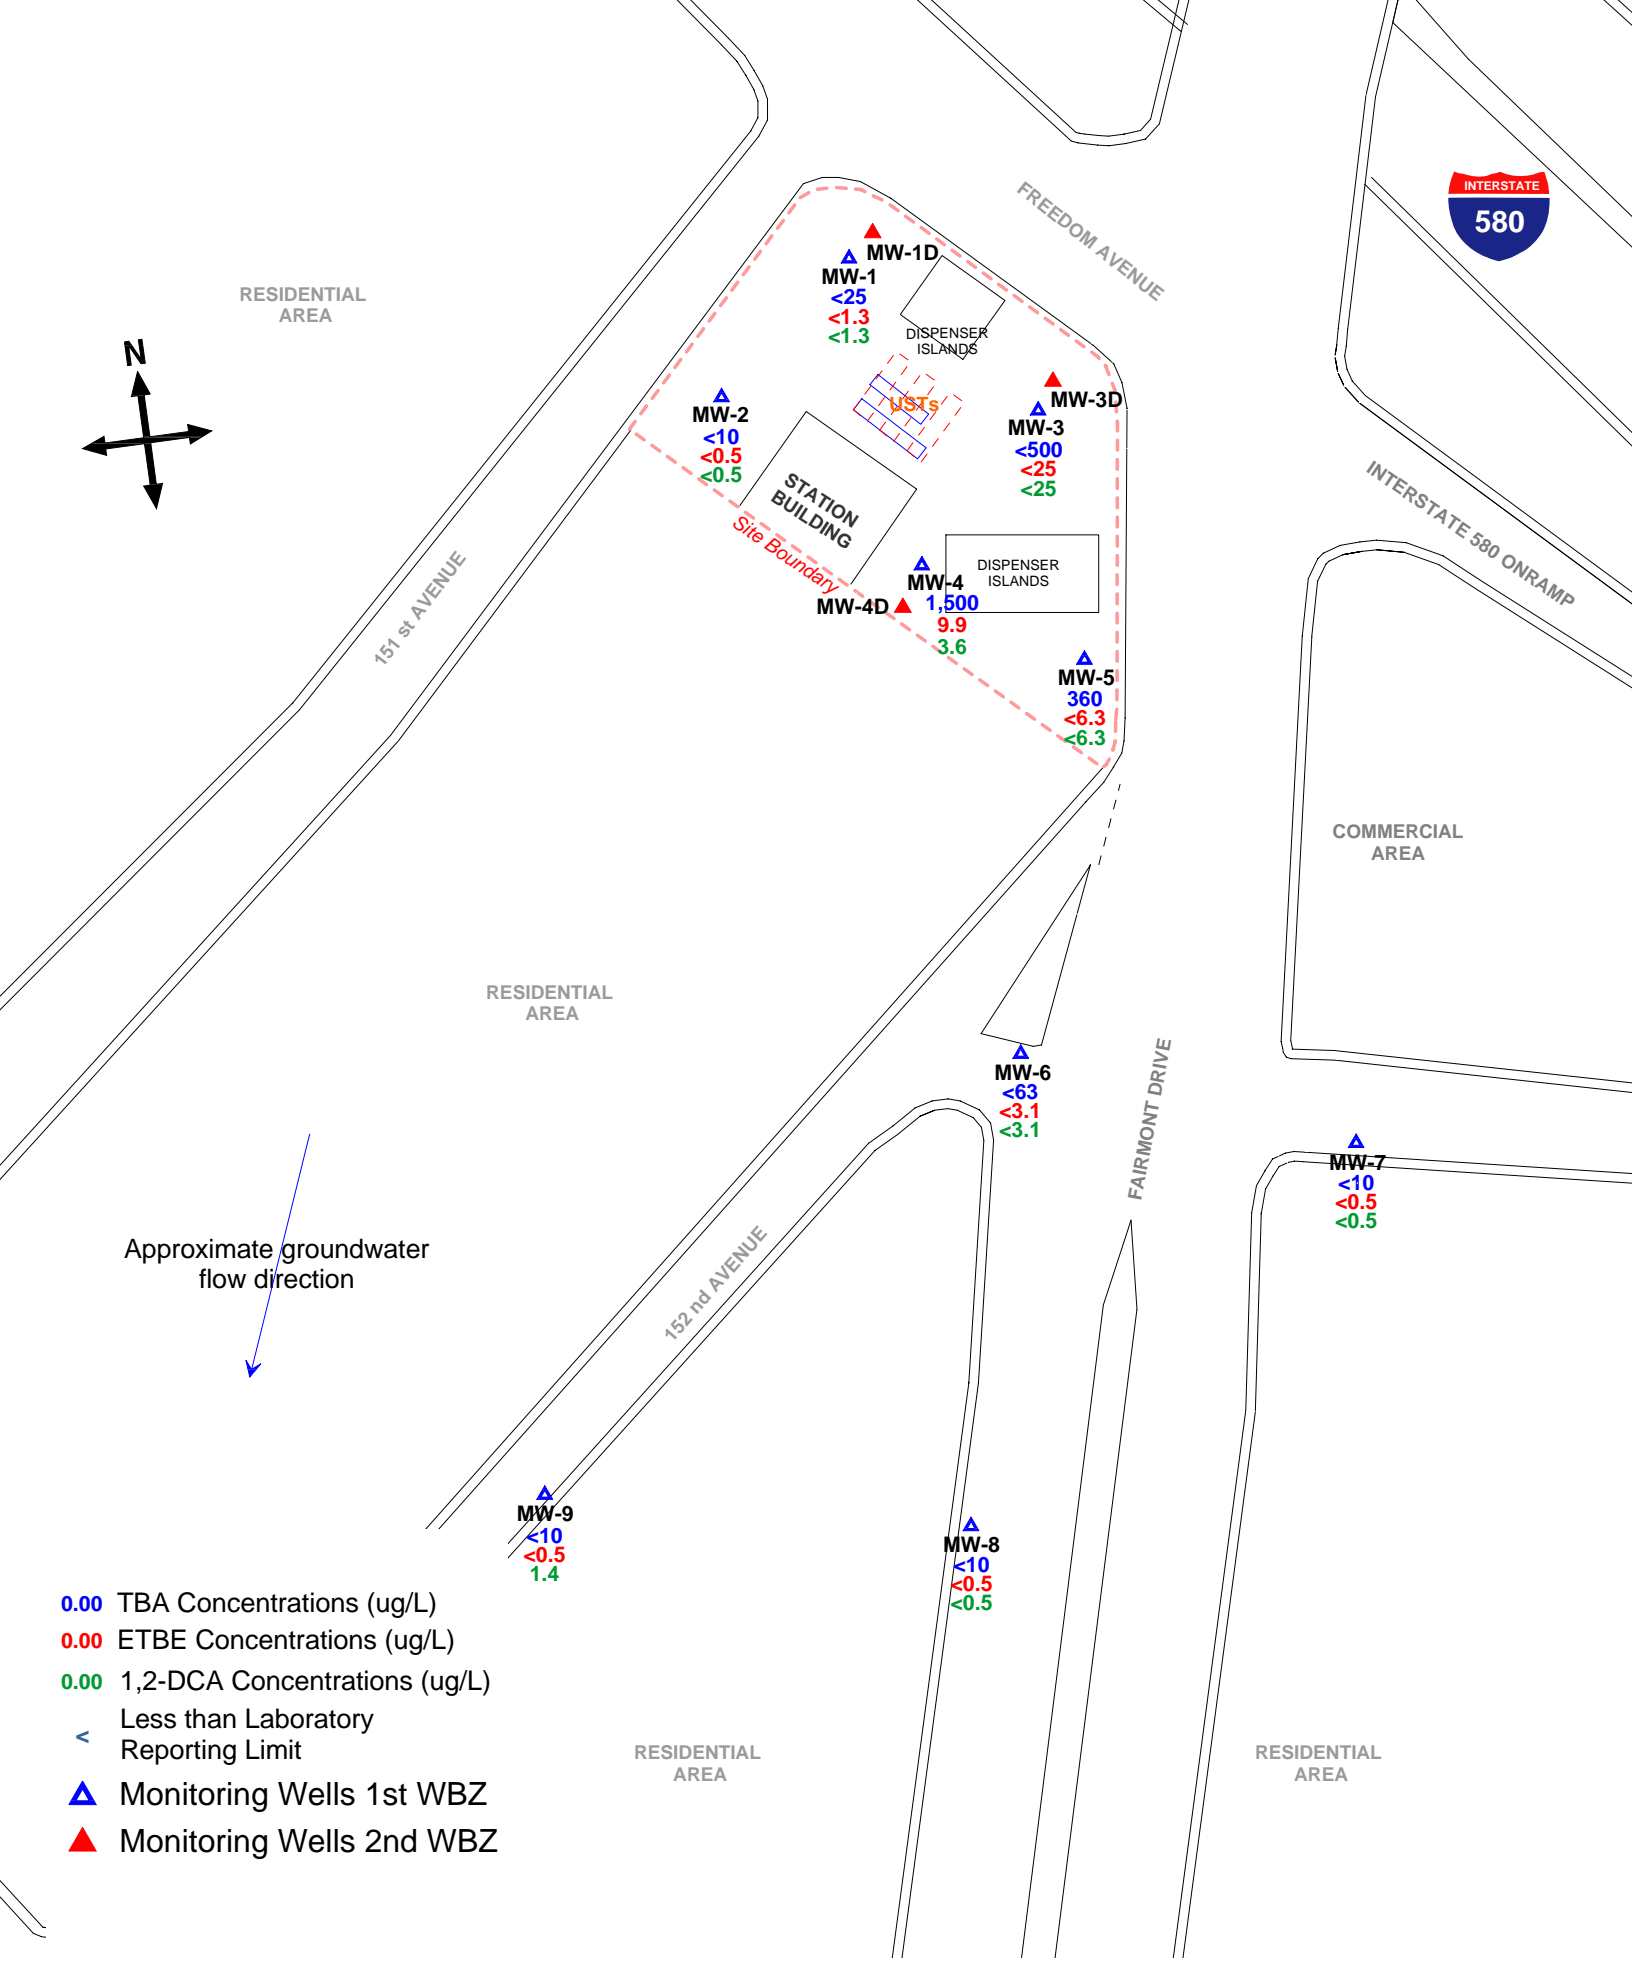 FREEDOM AVENUE
INTERSTATE
580
MW-1D
MW-1
<25
<1.3
<1.3
RESIDENTIAL
AREA
N
DISPENSER
ISLANDS
USTs
MW-2
<10
<0.5
<0.5
MW-3D
MW-3
<500
<25
<25
STATION
BUILDING
Site Boundary
INTERSTATE 580 ONRAMP
151 st AVENUE
DISPENSER
ISLANDS
MW-4
MW-4D
1,500
9.9
3.6
MW-5
360
<6.3
<6.3
COMMERCIAL
AREA
RESIDENTIAL
AREA
MW-6
<63
<3.1
<3.1
FAIRMONT DRIVE
MW-7
<10
<0.5
<0.5
Approximate groundwater
flow direction
152 nd AVENUE
MW-9
<10
<0.5
1.4
MW-8
<10
<0.5
<0.5
0.00 TBA Concentrations (ug/L)
0.00 ETBE Concentrations (ug/L)
0.00 1,2-DCA Concentrations (ug/L)
< Less than Laboratory
Reporting Limit
Monitoring Wells 1st WBZ
Monitoring Wells 2nd WBZ
RESIDENTIAL
AREA
RESIDENTIAL
AREA